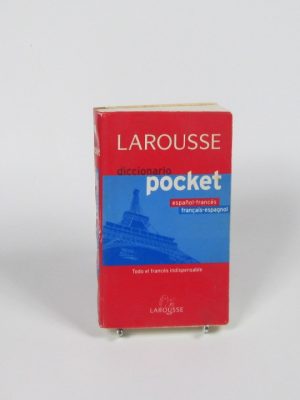 LAROUSSE
diccionario
pocket
español-francés
français-espagnol
Todo el francés indispensable
LAROUSSE